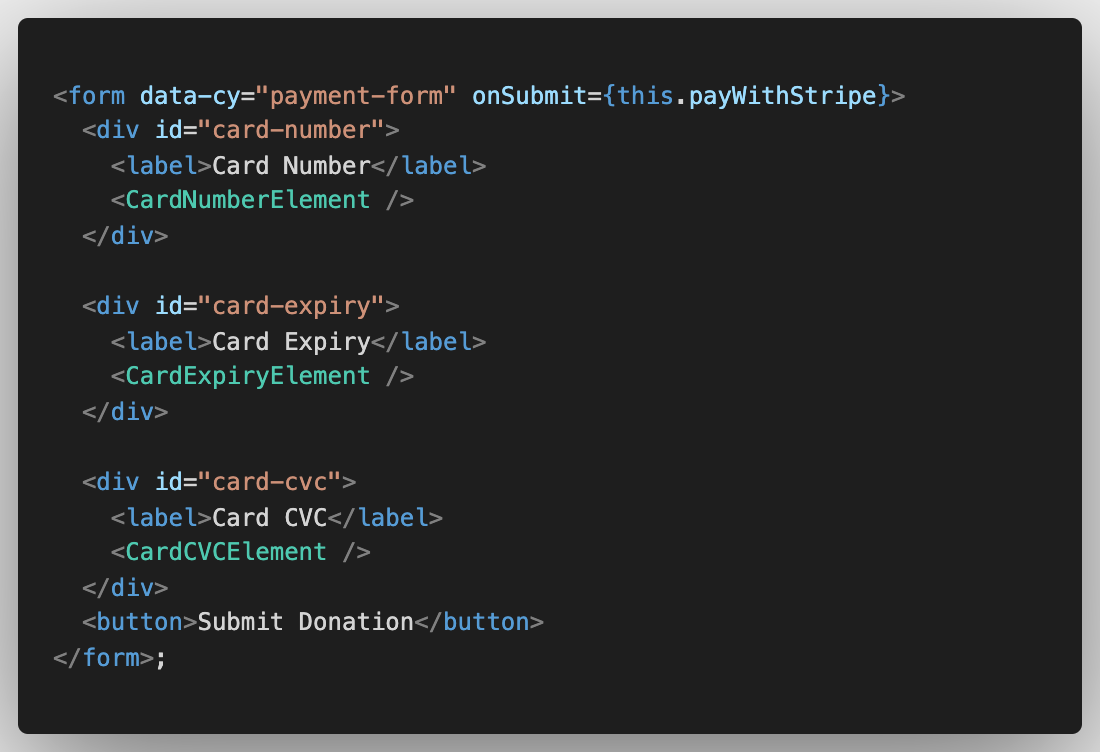 <form data-cy="payment-form" onSubmit={this.payWithStripe}>
  <div id="card-number">
    <label>Card Number</label>
    <CardNumberElement />
  </div>

  <div id="card-expiry">
    <label>Card Expiry</label>
    <CardExpiryElement />
  </div>

  <div id="card-cvc">
    <label>Card CVC</label>
    <CardCVCElement />
  </div>
  <button>Submit Donation</button>
</form>;